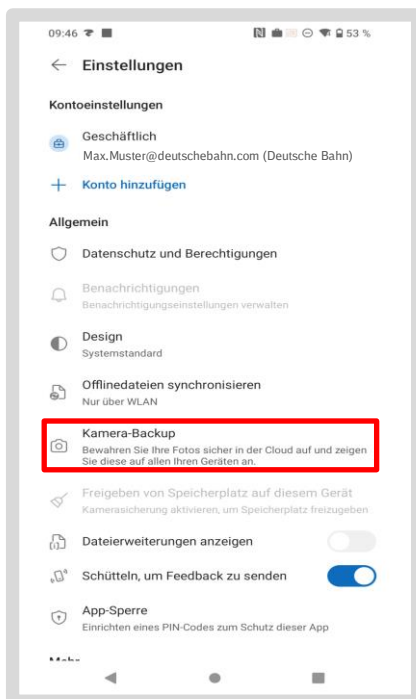 09:46 53 %
Einstellungen
Kontoeinstellungen
Geschäftlich
Max.Muster@deutschebahn.com (Deutsche Bahn)
Konto hinzufügen
Allgemein
Datenschutz und Berechtigungen
Benachrichtigungen
Benachrichtigungseinstellungen verwalten
Design
Systemstandard
Offlinedateien synchronisieren
Nur über WLAN
Kamera-Backup
Bewahren Sie Ihre Fotos sicher in der Cloud auf und zeigen
Sie diese auf allen Ihren Geräten an.
Freigeben von Speicherplatz auf diesem Gerät
Kamerasicherung aktivieren, um Speicherplatz freizugeben
Dateierweiterungen anzeigen
Schütteln, um Feedback zu senden
App-Sperre
Einrichten eines PIN-Codes zum Schutz dieser App